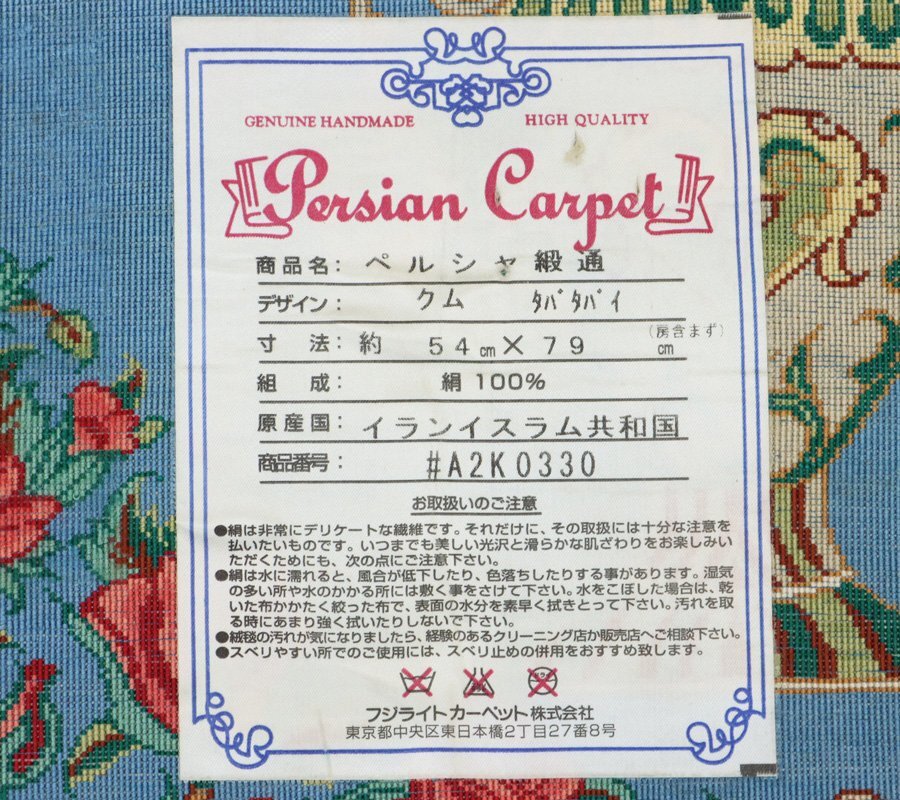 GENUINE HANDMADE HIGH QUALITY
Persian Carpet
商品名: ペルシャ緞通
デザイン: クム タバタバイ
寸法: 約 54cm×79cm (房含まず)
組成: 絹 100%
原産国: イランイスラム共和国
商品番号: #A2K0330
お取扱いのご注意
●絹は非常にデリケートな繊維です。それだけに、その取扱には十分な注意を
払いたいものです。いつまでも美しい光沢と滑らかな肌ざわりをお楽しみい
ただくためにも、次の点にご注意下さい。
●絹は水に濡れると、風合が低下したり、色落ちしたりする事があります。湿気
の多い所や水のかかる所には敷く事をさけて下さい。水をこぼした場合は、乾
いた布かかたく絞った布で、表面の水分を素早く拭きとって下さい。汚れを取
る時にあまり強く拭いたりしないで下さい。
●絨毯の汚れが気になりましたら、経験のあるクリーニング店か販売店へご相談下さい。
●スベリやすい所でのご使用には、スベリ止めの併用をおすすめ致します。
フジライトカーペット株式会社
東京都中央区東日本橋2丁目27番8号